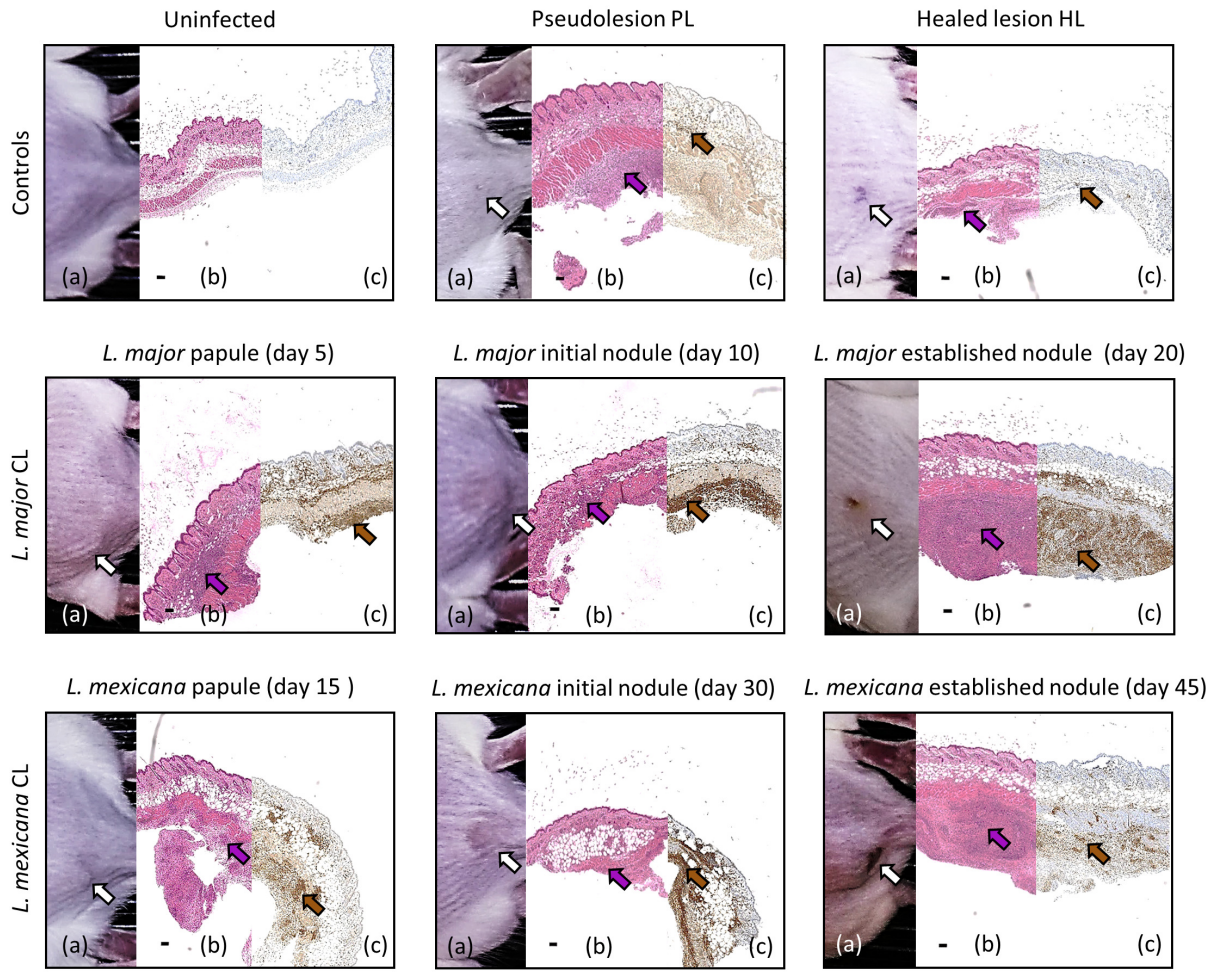 Uninfected
Pseudolesion PL
Healed lesion HL
Controls
(a)
(b)
(c)
(a)
(b)
(c)
(a)
(b)
(c)
L. major papule (day 5)
L. major initial nodule (day 10)
L. major established nodule (day 20)
L. major CL
(a)
(b)
(c)
(a)
(b)
(c)
(a)
(b)
(c)
L. mexicana papule (day 15 )
L. mexicana initial nodule (day 30)
L. mexicana established nodule (day 45)
L. mexicana CL
(a)
(b)
(c)
(a)
(b)
(c)
(a)
(b)
(c)